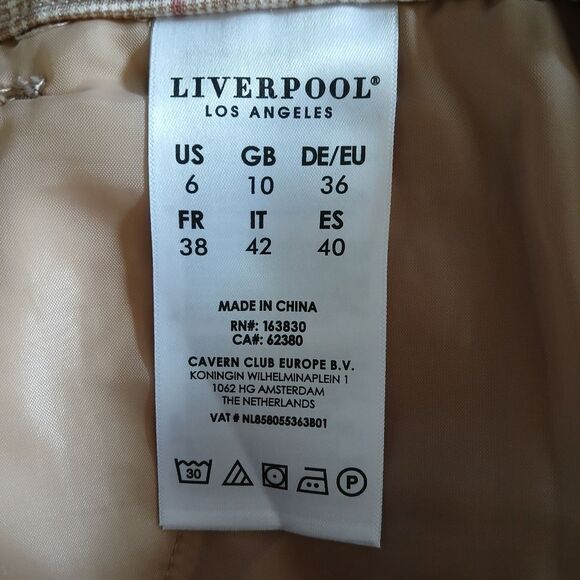 LIVERPOOL®
LOS ANGELES
US GB DE/EU
6 10 36
FR IT ES
38 42 40
MADE IN CHINA
RN#: 163830
CA#: 62380
CAVERN CLUB EUROPE B.V.
KONINGIN WILHELMINAPLEIN 1
1062 HG AMSTERDAM
THE NETHERLANDS
VAT # NL858055363B01
30 P